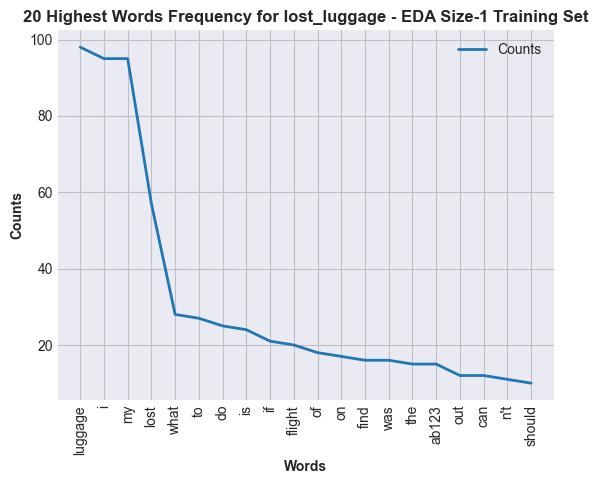 20 Highest Words Frequency for lost_luggage - EDA Size-1 Training Set
Counts
100
80
60
40
20
Counts
luggage
i
my
lost
what
to
do
is
if
flight
of
on
find
was
the
ab123
out
can
n't
should
Words